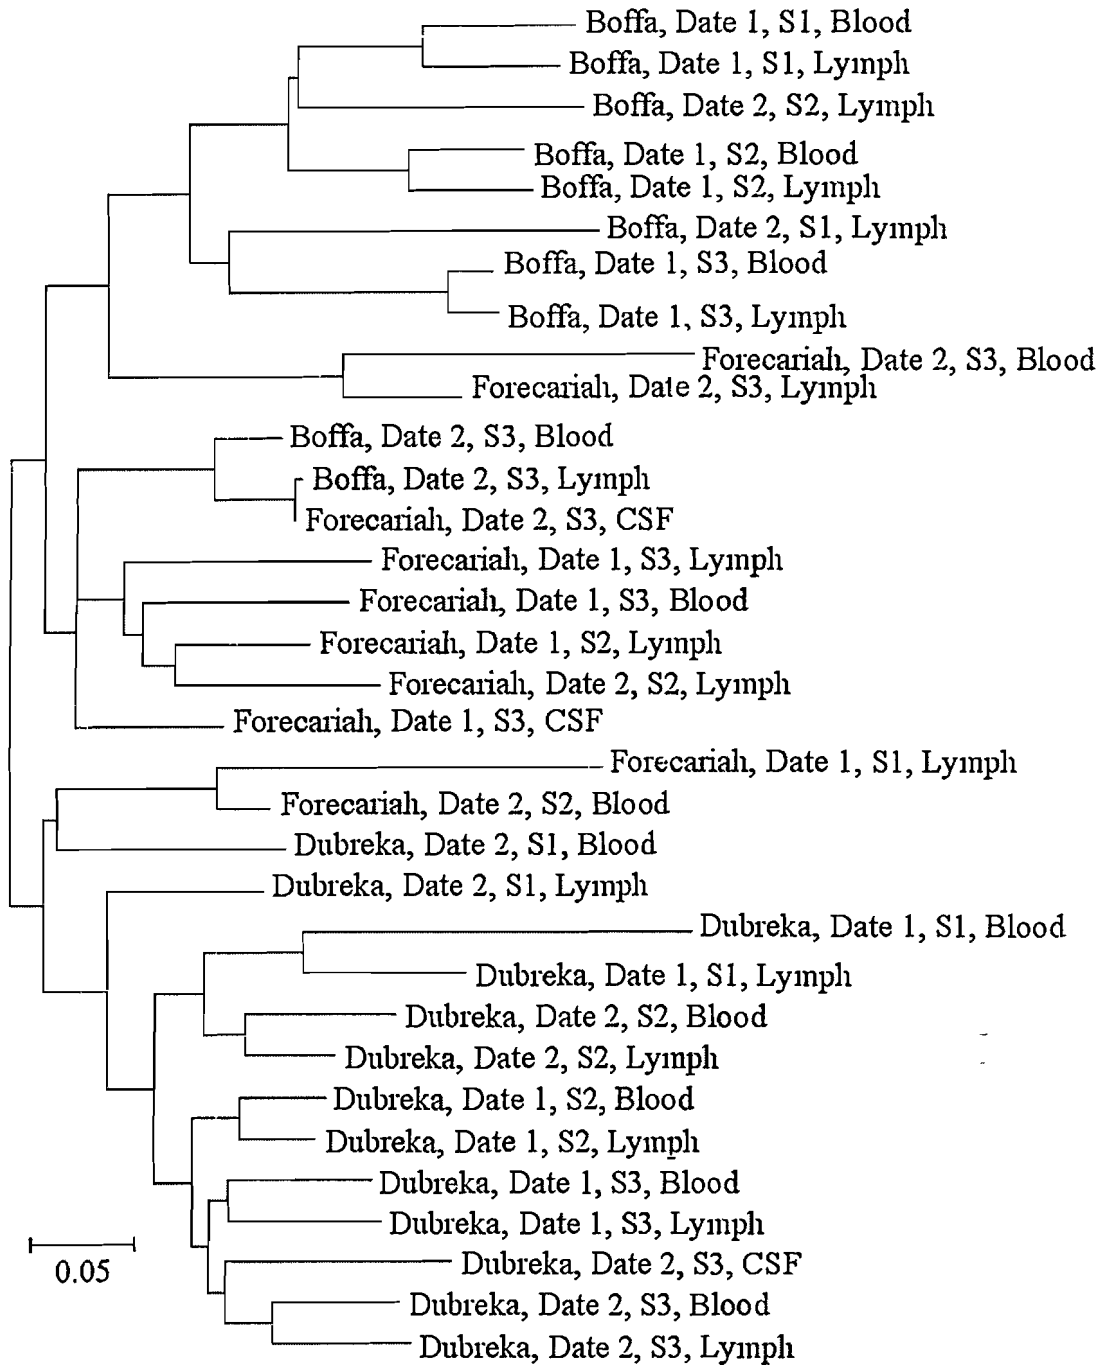 Boffa, Date 1, S1, Blood
Boffa, Date 1, S1, Lymph
Boffa, Date 2, S2, Lymph
Boffa, Date 1, S2, Blood
Boffa, Date 1, S2, Lymph
Boffa, Date 2, S1, Lymph
Boffa, Date 1, S3, Blood
Boffa, Date 1, S3, Lymph
Forecariah, Date 2, S3, Blood
Forecariah, Date 2, S3, Lymph
Boffa, Date 2, S3, Blood
Boffa, Date 2, S3, Lymph
Forecariah, Date 2, S3, CSF
Forecariah, Date 1, S3, Lymph
Forecariah, Date 1, S3, Blood
Forecariah, Date 1, S2, Lymph
Forecariah, Date 2, S2, Lymph
Forecariah, Date 1, S3, CSF
Forecariah, Date 1, S1, Lymph
Forecariah, Date 2, S2, Blood
Dubreka, Date 2, S1, Blood
Dubreka, Date 2, S1, Lymph
Dubreka, Date 1, S1, Blood
Dubreka, Date 1, S1, Lymph
Dubreka, Date 2, S2, Blood
Dubreka, Date 2, S2, Lymph
Dubreka, Date 1, S2, Blood
Dubreka, Date 1, S2, Lymph
Dubreka, Date 1, S3, Blood
Dubreka, Date 1, S3, Lymph
Dubreka, Date 2, S3, CSF
Dubreka, Date 2, S3, Blood
Dubreka, Date 2, S3, Lymph
0.05